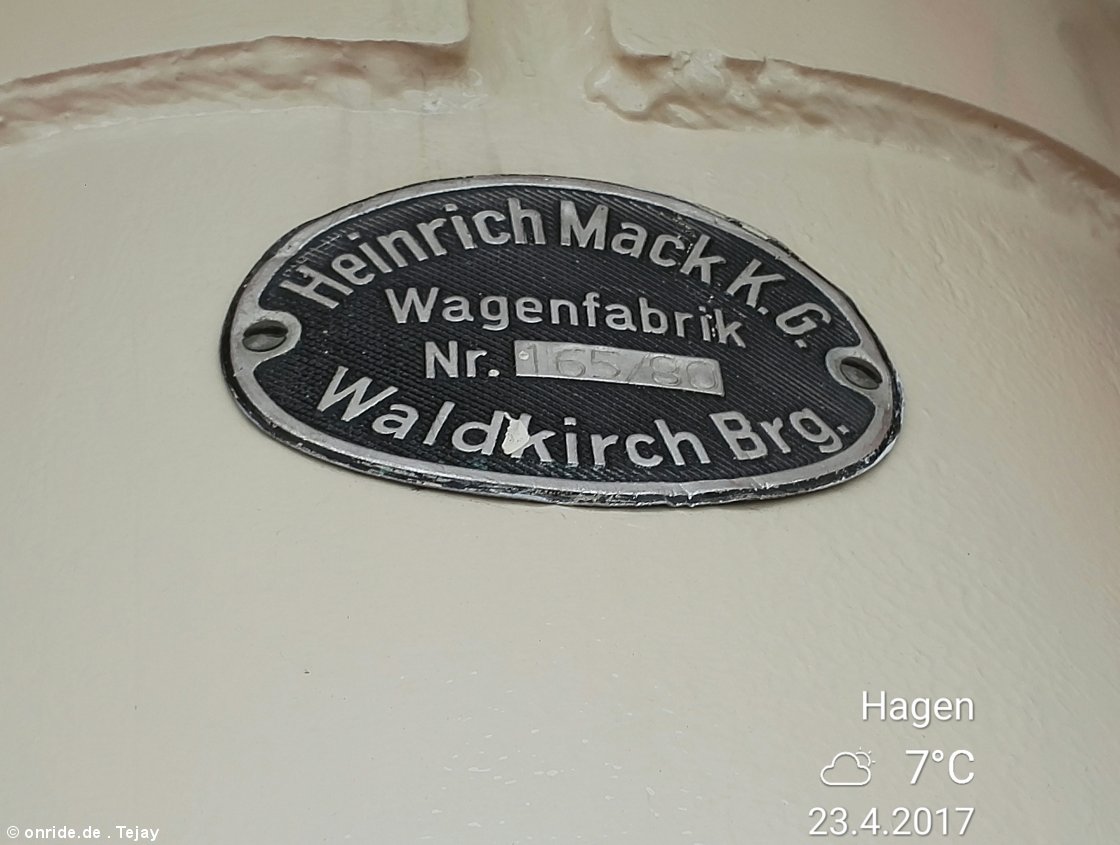 Heinrich Mack K.G.
Wagenfabrik
Nr. 165/80
Waldkirch Brg.
Hagen
7°C
23.4.2017
© onride.de . Tejay